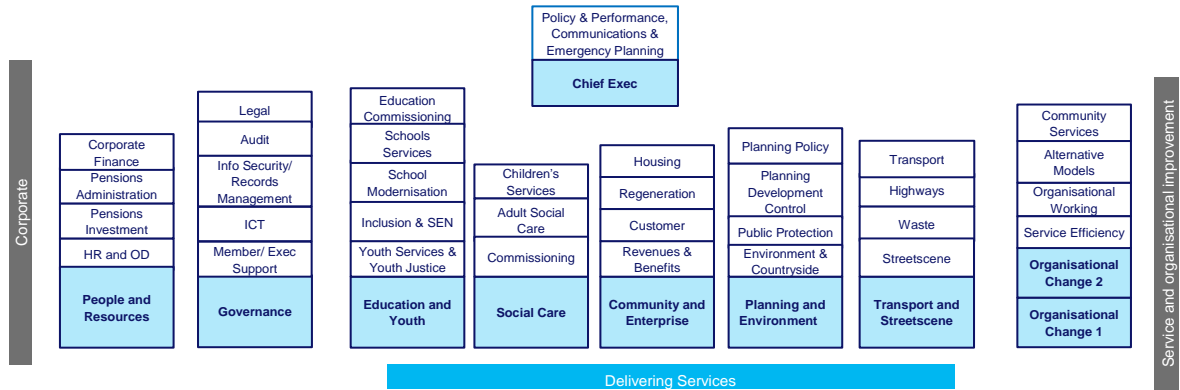 Policy & Performance,
Communications &
Emergency Planning
Chief Exec
Corporate
Corporate
Finance
Pensions
Administration
Pensions
Investment
HR and OD
People and
Resources
Legal
Audit
Info Security/
Records
Management
ICT
Member/ Exec
Support
Governance
Education
Commissioning
Schools
Services
School
Modernisation
Inclusion & SEN
Youth Services &
Youth Justice
Education and
Youth
Children's
Services
Adult Social
Care
Commissioning
Social Care
Housing
Regeneration
Customer
Revenues &
Benefits
Community and
Enterprise
Planning Policy
Planning
Development
Control
Public Protection
Environment &
Countryside
Planning and
Environment
Transport
Highways
Waste
Streetscene
Transport and
Streetscene
Community
Services
Alternative
Models
Organisational
Working
Service Efficiency
Organisational
Change 2
Organisational
Change 1
Service and organisational improvement
Delivering Services